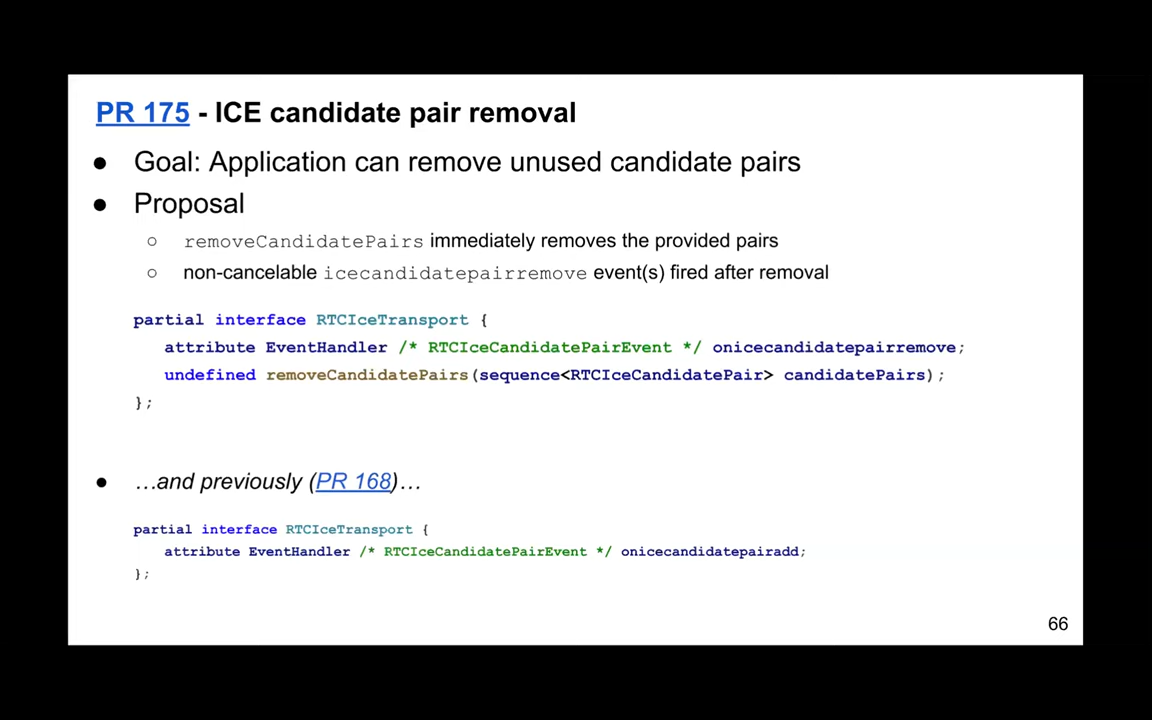 PR 175 - ICE candidate pair removal
● Goal: Application can remove unused candidate pairs
● Proposal
○ removeCandidatePairs immediately removes the provided pairs
○ non-cancelable icecandidatepairremove event(s) fired after removal
partial interface RTCIceTransport {
attribute EventHandler /* RTCIceCandidatePairEvent */ onicecandidatepairremove;
undefined removeCandidatePairs(sequence<RTCIceCandidatePair> candidatePairs);
};
● …and previously (PR 168)…
partial interface RTCIceTransport {
attribute EventHandler /* RTCIceCandidatePairEvent */ onicecandidatepairadd;
};
66